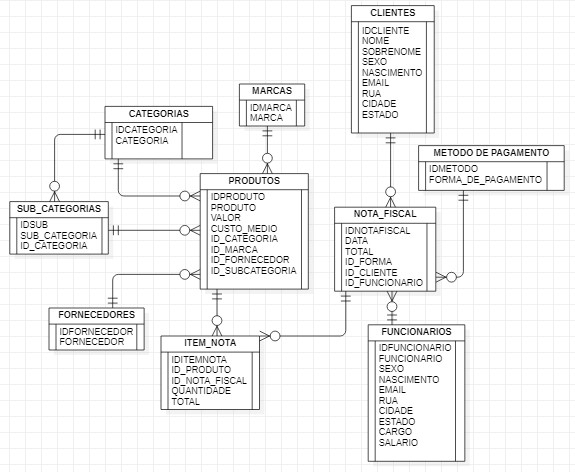 CLIENTES
IDCLIENTE
NOME
SOBRENOME
SEXO
NASCIMENTO
EMAIL
RUA
CIDADE
ESTADO
MARCAS
IDMARCA
MARCA
CATEGORIAS
IDCATEGORIA
CATEGORIA
METODO DE PAGAMENTO
IDMETODO
FORMA_DE_PAGAMENTO
PRODUTOS
IDPRODUTO
PRODUTO
VALOR
CUSTO_MEDIO
ID_CATEGORIA
ID_MARCA
ID_FORNECEDOR
ID_SUBCATEGORIA
SUB_CATEGORIAS
IDSUB
SUB_CATEGORIA
ID_CATEGORIA
NOTA_FISCAL
IDNOTAFISCAL
DATA
TOTAL
ID_FORMA
ID_CLIENTE
ID_FUNCIONARIO
FORNECEDORES
IDFORNECEDOR
FORNECEDOR
ITEM_NOTA
IDITEMNOTA
ID_PRODUTO
ID_NOTA_FISCAL
QUANTIDADE
TOTAL
FUNCIONARIOS
IDFUNCIONARIO
FUNCIONARIO
SEXO
NASCIMENTO
EMAIL
RUA
CIDADE
ESTADO
CARGO
SALARIO